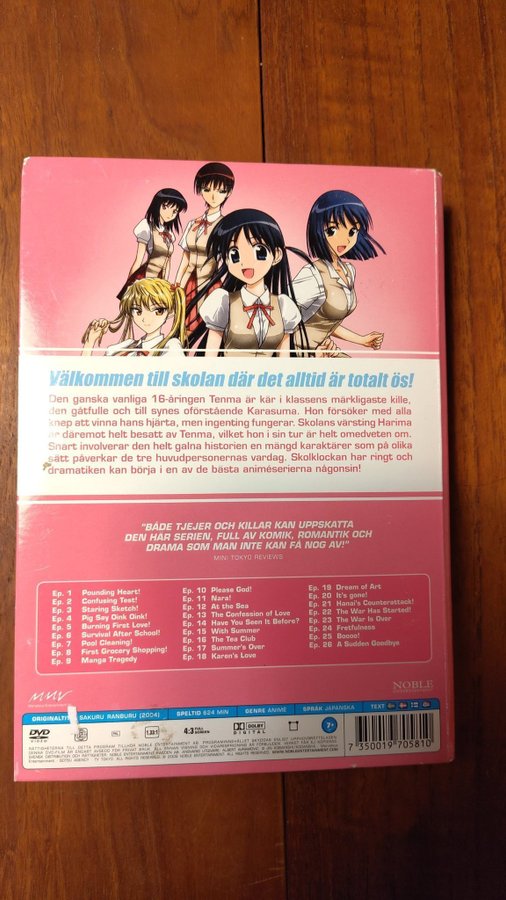 Välkommen till skolan där det alltid är totalt ös!
Den ganska vanliga 16-åringen Tenma är kär i klassens märkligaste kille,
den gåtfulle och till synes oförstående Karasuma. Hon försöker med alla
knep att vinna hans hjärta, men ingenting fungerar. Skolans värsting Harima
är däremot helt besatt av Tenma, vilket hon i sin tur är helt omedveten om.
Snart involverar den helt galna historien en mängd karaktärer som på olika
sätt påverkar de tre huvudpersonernas vardag. Skolklockan har ringt och
dramatiken kan börja i en av de bästa animéserierna någonsin!
"BÅDE TJEJER OCH KILLAR KAN UPPSKATTA
DEN HÄR SERIEN, FULL AV KOMIK, ROMANTIK OCH
DRAMA SOM MAN INTE KAN FÅ NOG AV!"
MINI TOKYO REVIEWS
Ep. 1 Pounding Heart!
Ep. 2 Confusing Test!
Ep. 3 Staring Sketch!
Ep. 4 Pig Say Oink Oink!
Ep. 5 Burning First Love!
Ep. 6 Survival After School!
Ep. 7 Pool Cleaning!
Ep. 8 First Grocery Shopping!
Ep. 9 Manga Tragedy
Ep. 10 Please God!
Ep. 11 Nara!
Ep. 12 At the Sea
Ep. 13 The Confession of Love
Ep. 14 Have You Seen It Before?
Ep. 15 With Summer
Ep. 16 The Tea Club
Ep. 17 Summer's Over
Ep. 18 Karen's Love
Ep. 19 Dream of Art
Ep. 20 It's gone!
Ep. 21 Hanai's Counterattack!
Ep. 22 The War Has Started!
Ep. 23 The War Is Over
Ep. 24 Fretfulness
Ep. 25 Boooo!
Ep. 26 A Sudden Goodbye
MMV
NOBLE
ENTERTAINMENT
ORIGINALTITEL SAKURU RANBURU (2004) SPELTID 624 MIN GENRE ANIMÉ SPRÅK JAPANSKA TEXT
DVD
VIDEO
PAL
1.33:1
4:3 FULL SCREEN
DOLBY
DIGITAL
7+
7 350019 705810